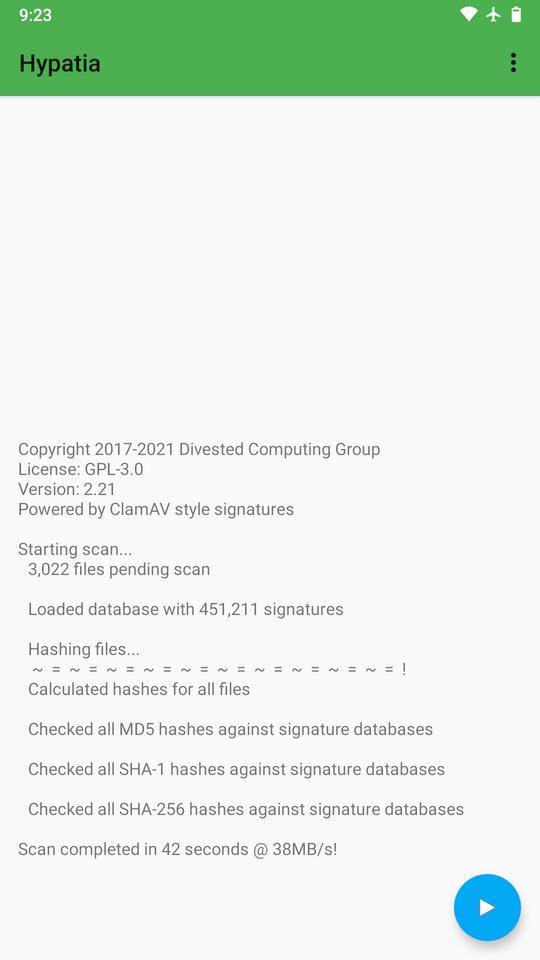 9:23
Hypatia
Copyright 2017-2021 Divested Computing Group
License: GPL-3.0
Version: 2.21
Powered by ClamAV style signatures
Starting scan...
3,022 files pending scan
Loaded database with 451,211 signatures
Hashing files...
~ = ~ = ~ = ~ = ~ = ~ = ~ = ~ = ~ = ~ = !
Calculated hashes for all files
Checked all MD5 hashes against signature databases
Checked all SHA-1 hashes against signature databases
Checked all SHA-256 hashes against signature databases
Scan completed in 42 seconds @ 38MB/s!